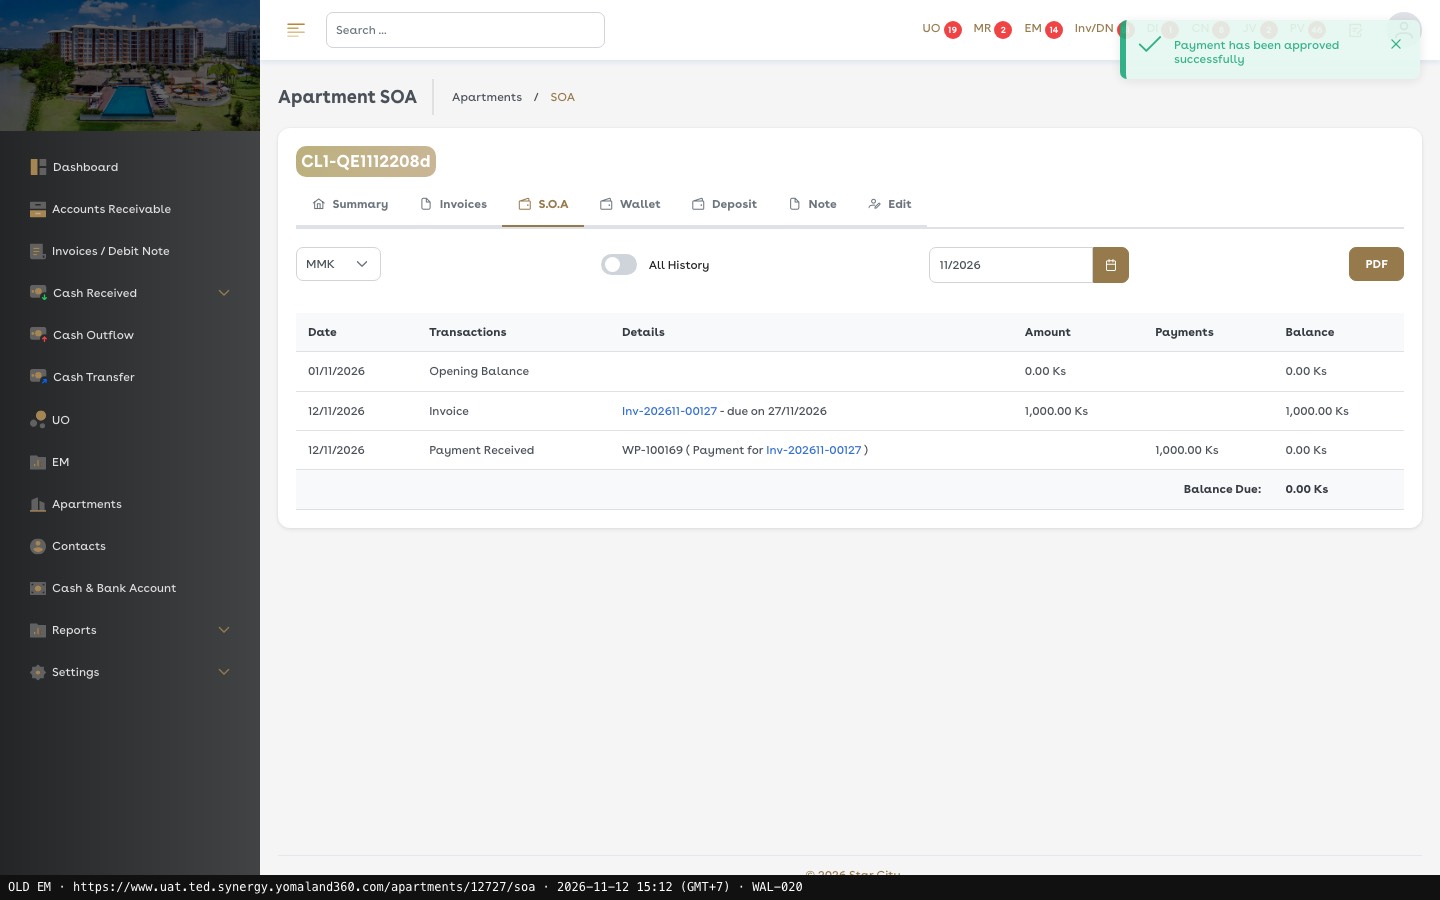 Search ...
UO 19 MR 2 EM 14 Inv/DN
Payment has been approved
successfully
Apartment SOA
Apartments / SOA
CL1-QE1112208d
Summary Invoices S.O.A Wallet Deposit Note Edit
MMK
All History
11/2026
PDF
Date Transactions Details Amount Payments Balance
01/11/2026 Opening Balance 0.00 Ks 0.00 Ks
12/11/2026 Invoice Inv-202611-00127 - due on 27/11/2026 1,000.00 Ks 1,000.00 Ks
12/11/2026 Payment Received WP-100169 ( Payment for Inv-202611-00127 ) 1,000.00 Ks 0.00 Ks
Balance Due: 0.00 Ks
Dashboard
Accounts Receivable
Invoices / Debit Note
Cash Received
Cash Outflow
Cash Transfer
UO
EM
Apartments
Contacts
Cash & Bank Account
Reports
Settings
© 2026 Star City
OLD EM · https://www.uat.ted.synergy.yomaland360.com/apartments/12727/soa · 2026-11-12 15:12 (GMT+7) · WAL-020